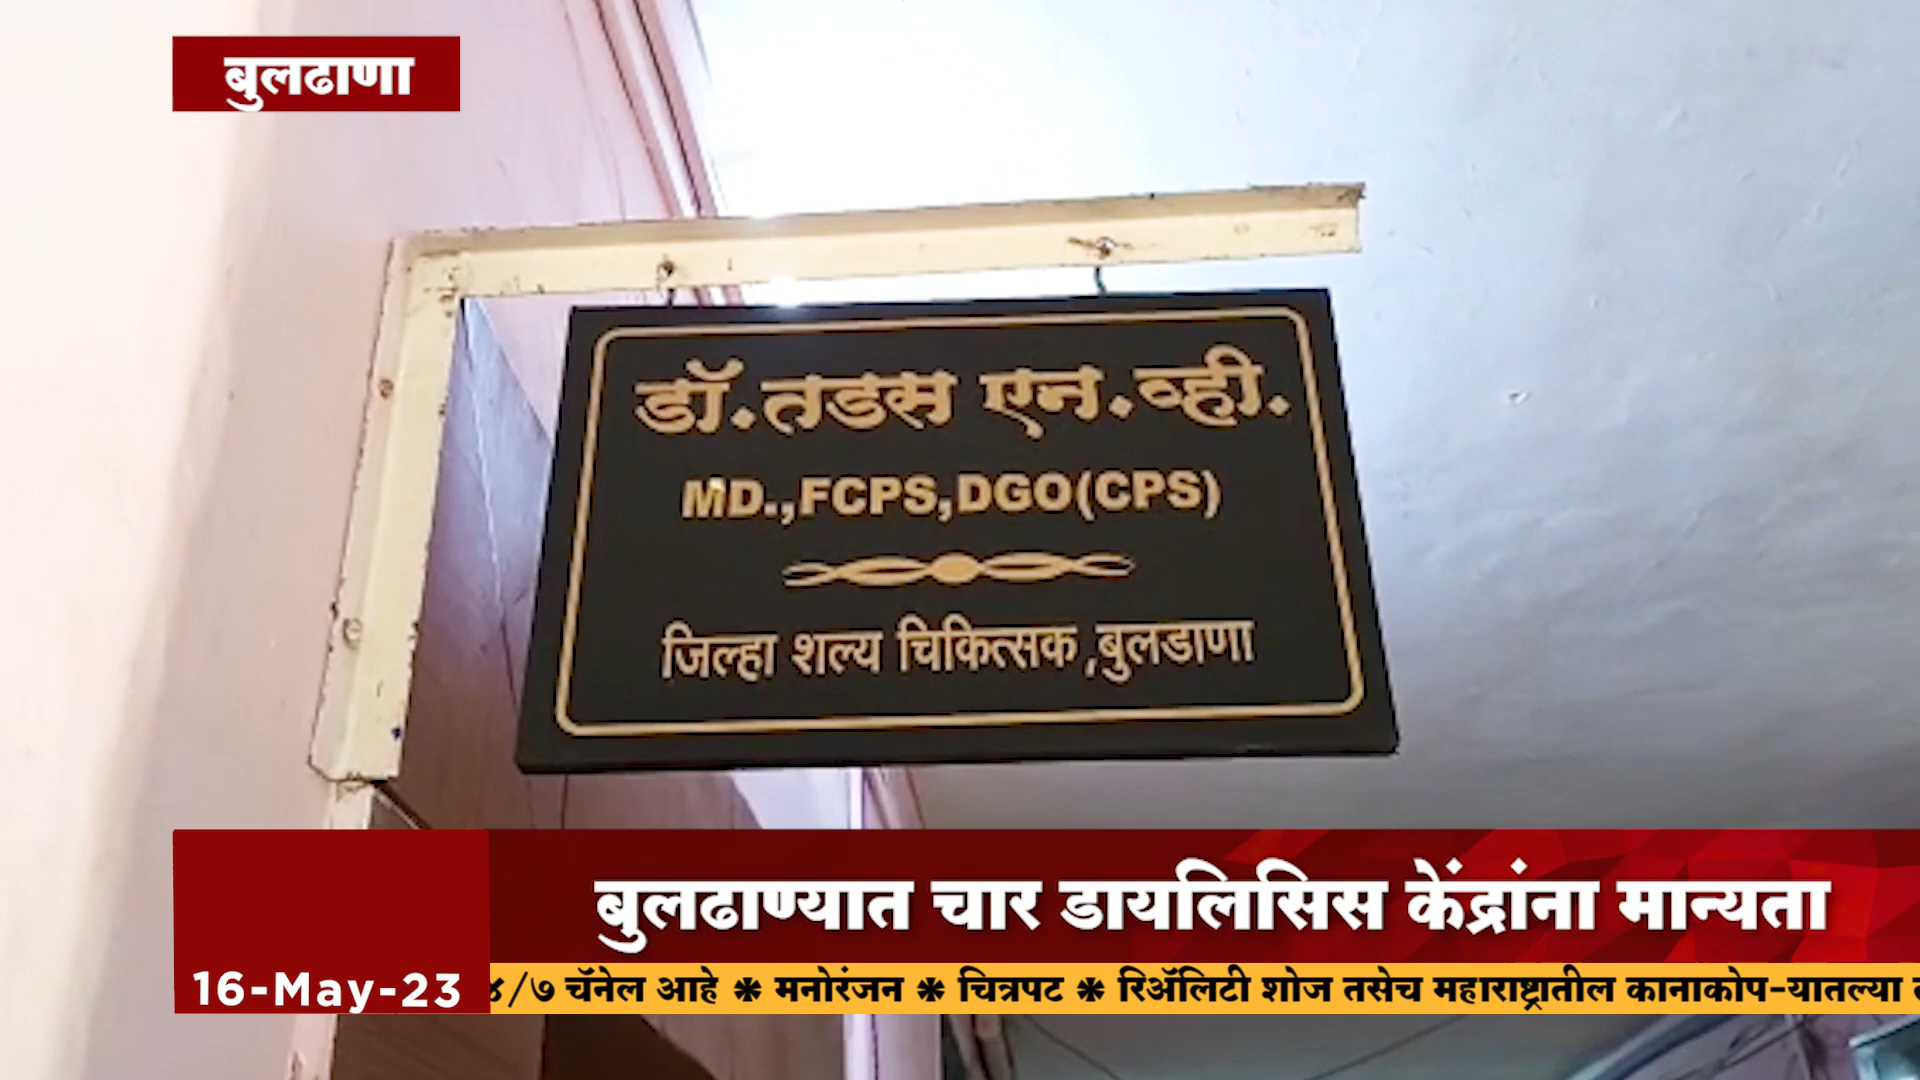 बुलढाणा
डॉ.तडस एन.व्ही.
MD.,FCPS,DGO(CPS)
जिल्हा शल्य चिकित्सक,बुलडाणा
बुलढाण्यात चार डायलिसिस केंद्रांना मान्यता
16-May-23
४/७ चॅनेल आहे ✱ मनोरंजन ✱ चित्रपट ✱ रिॲलिटी शोज तसेच महाराष्ट्रातील कानाकोप-यातल्या